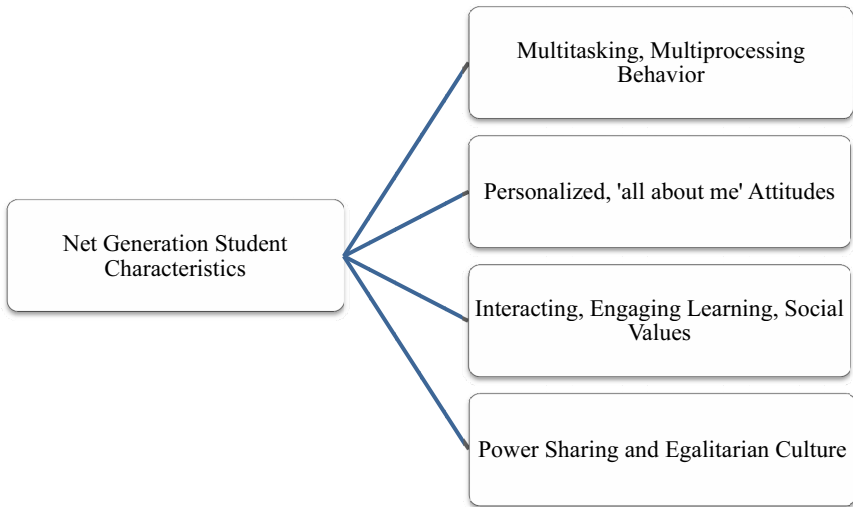 Net Generation Student
Characteristics
Multitasking, Multiprocessing
Behavior
Personalized, 'all about me' Attitudes
Interacting, Engaging Learning, Social
Values
Power Sharing and Egalitarian Culture